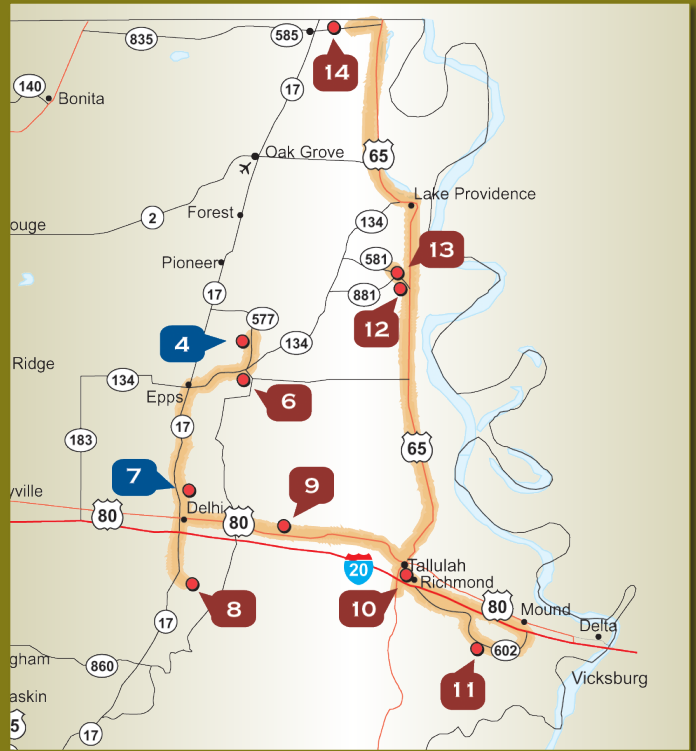 835
585
14
140
Bonita
17
Oak Grove
65
Lake Providence
2
Forest
134
ouge
13
Pioneer
581
17
881
12
577
4
134
Ridge
134
6
Epps
17
65
183
7
9
yville
80
Delhi
80
20
Tallulah
Richmond
8
10
80
Mound
17
Delta
602
gham
860
11
Vicksburg
askin
5
17